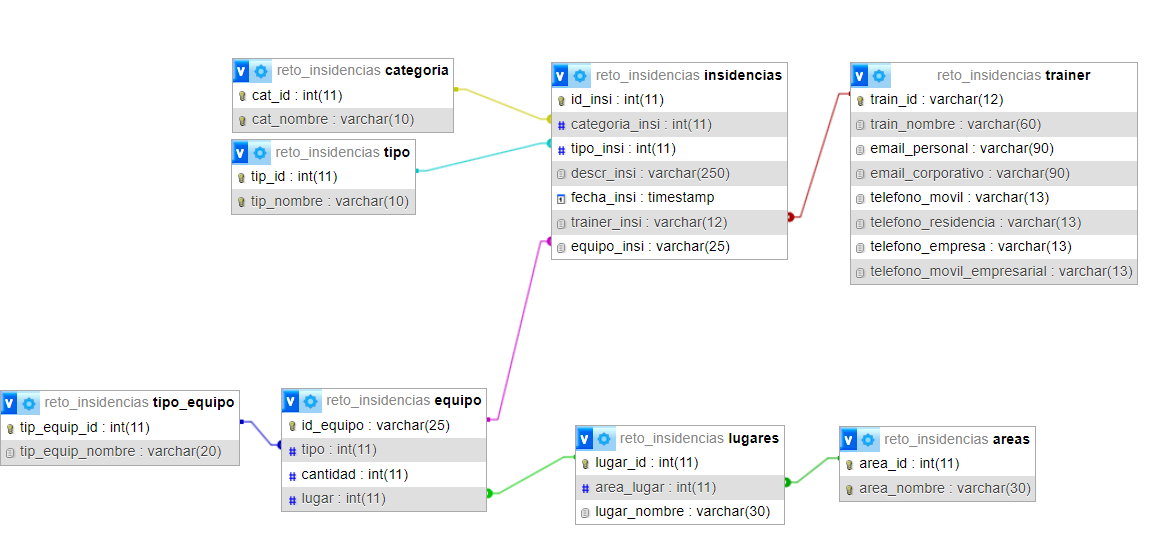 reto_insidencias categoria
cat_id : int(11)
cat_nombre : varchar(10)
reto_insidencias tipo
tip_id : int(11)
tip_nombre : varchar(10)
reto_insidencias insidencias
id_insi : int(11)
categoria_insi : int(11)
tipo_insi : int(11)
descr_insi : varchar(250)
fecha_insi : timestamp
trainer_insi : varchar(12)
equipo_insi : varchar(25)
reto_insidencias trainer
train_id : varchar(12)
train_nombre : varchar(60)
email_personal : varchar(90)
email_corporativo : varchar(90)
telefono_movil : varchar(13)
telefono_residencia : varchar(13)
telefono_empresa : varchar(13)
telefono_movil_empresarial : varchar(13)
reto_insidencias tipo_equipo
tip_equip_id : int(11)
tip_equip_nombre : varchar(20)
reto_insidencias equipo
id_equipo : varchar(25)
tipo : int(11)
cantidad : int(11)
lugar : int(11)
reto_insidencias lugares
lugar_id : int(11)
area_lugar : int(11)
lugar_nombre : varchar(30)
reto_insidencias areas
area_id : int(11)
area_nombre : varchar(30)